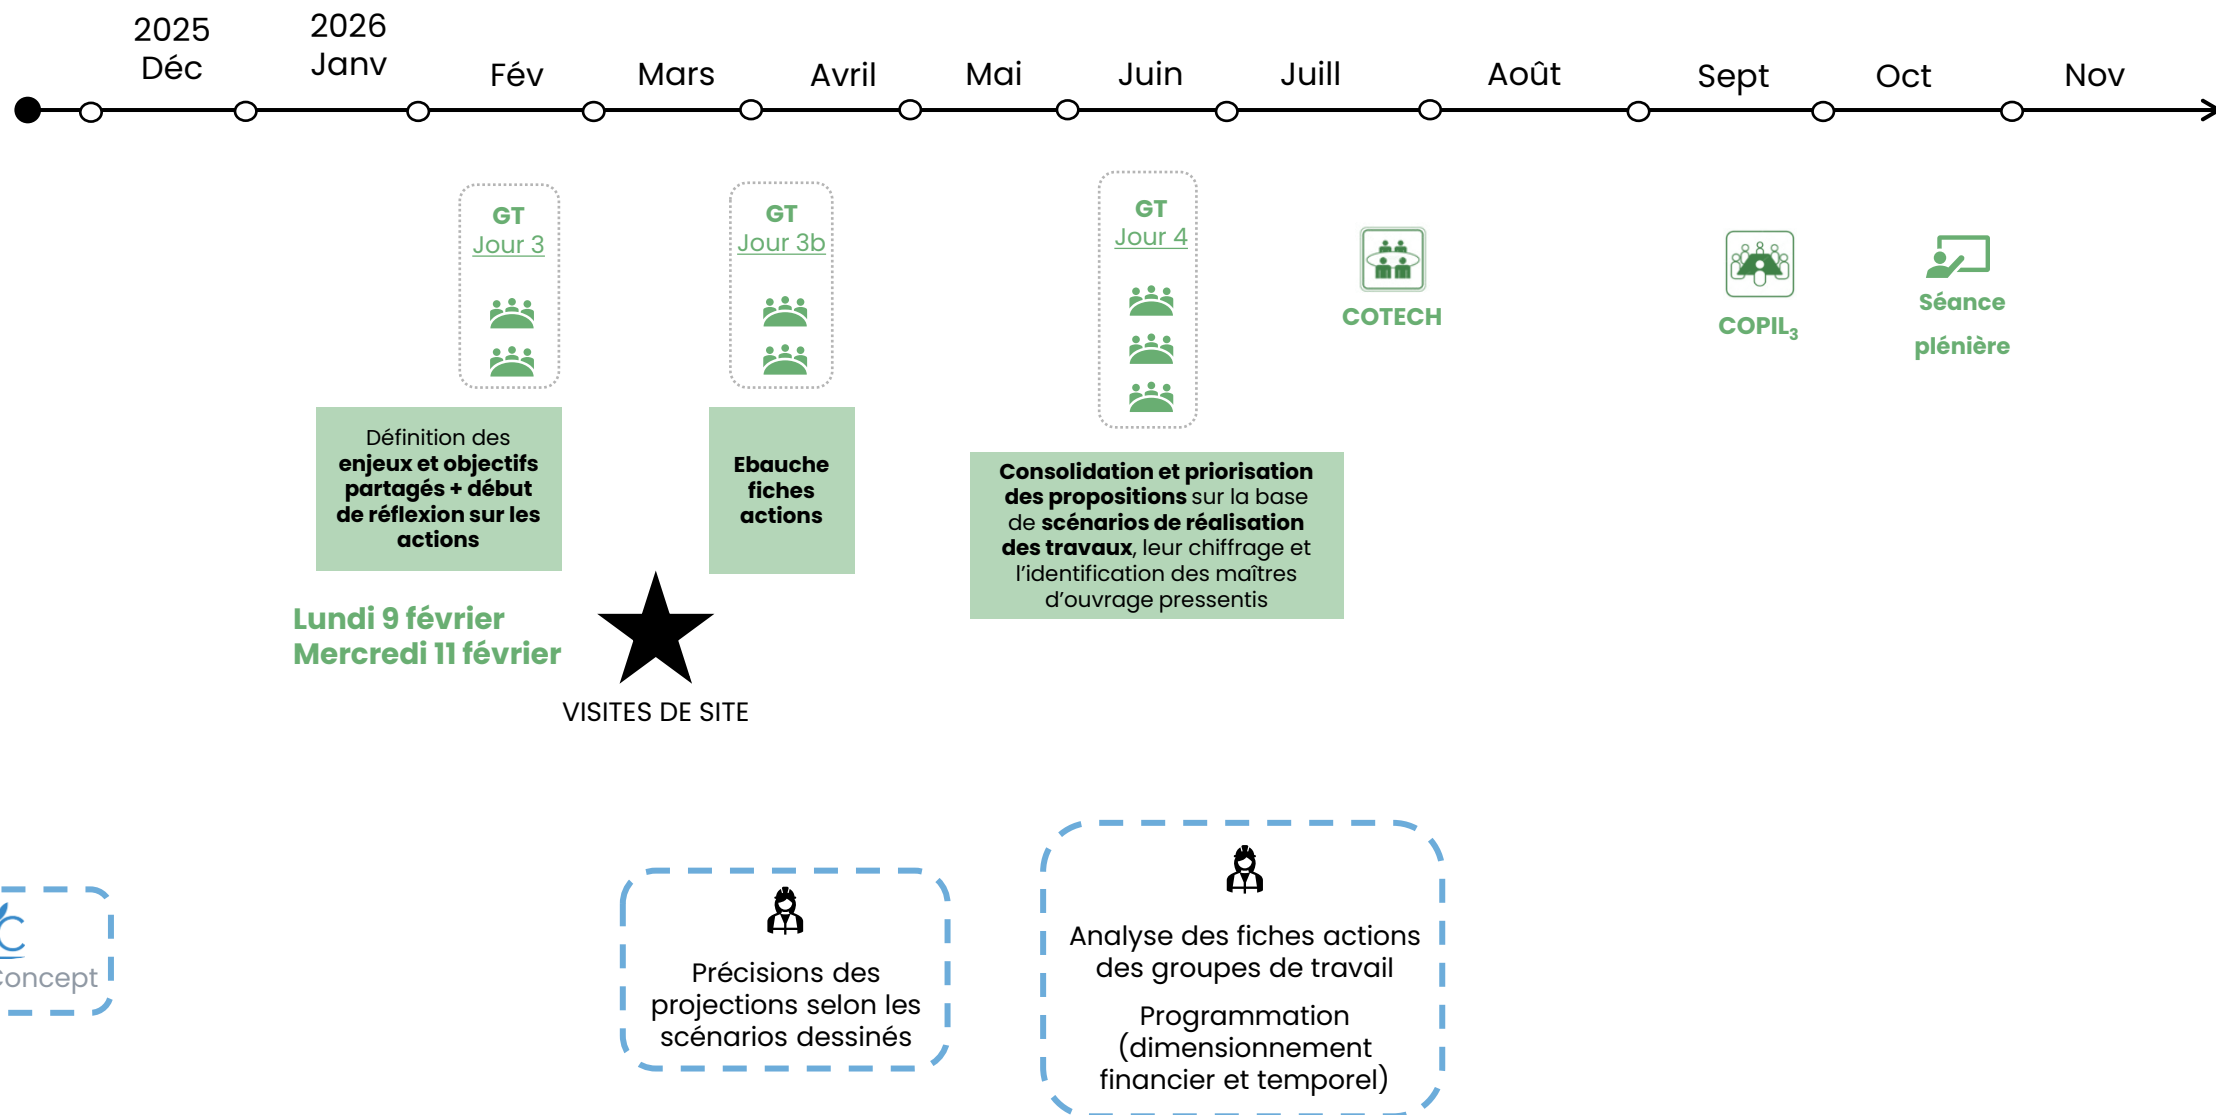 2025
Déc
2026
Janv
Fév
Mars
Avril
Mai
Juin
Juill
Août
Sept
Oct
Nov
GT
Jour 3
GT
Jour 3b
GT
Jour 4
COTECH
COPIL₃
Séance
plénière
Définition des
enjeux et objectifs
partagés + début
de réflexion sur les
actions
Ebauche
fiches
actions
Consolidation et priorisation
des propositions sur la base
de scénarios de réalisation
des travaux, leur chiffrage et
l’identification des maîtres
d’ouvrage pressentis
Lundi 9 février
Mercredi 11 février
VISITES DE SITE
C
Concept
Précisions des
projections selon les
scénarios dessinés
Analyse des fiches actions
des groupes de travail
Programmation
(dimensionnement
financier et temporel)